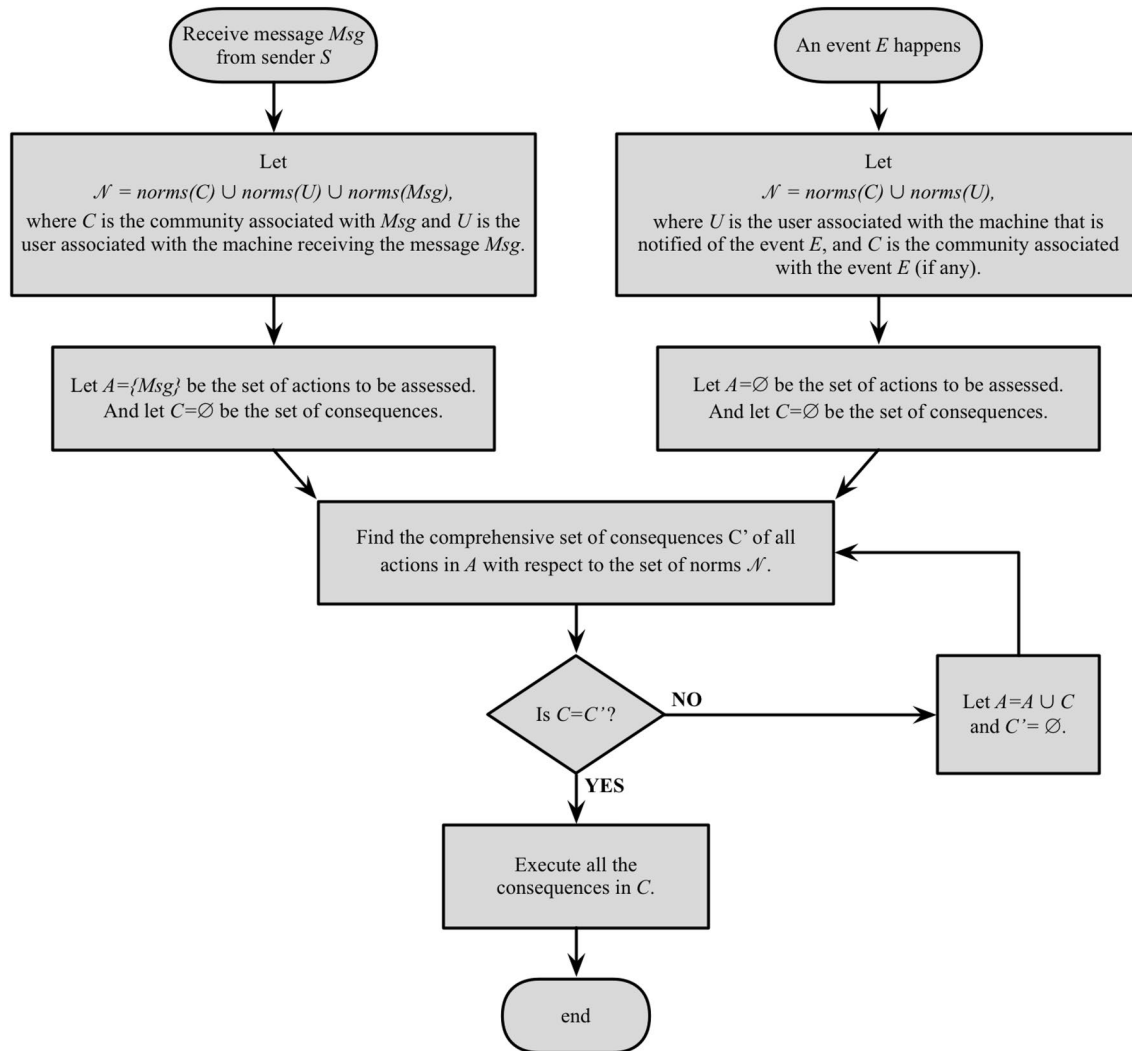 Receive message Msg
from sender S
An event E happens
Let
𝒩 = norms(C) ∪ norms(U) ∪ norms(Msg),
where C is the community associated with Msg and U is the
user associated with the machine receiving the message Msg.
Let
𝒩 = norms(C) ∪ norms(U),
where U is the user associated with the machine that is
notified of the event E, and C is the community associated
with the event E (if any).
Let A={Msg} be the set of actions to be assessed.
And let C=∅ be the set of consequences.
Let A=∅ be the set of actions to be assessed.
And let C=∅ be the set of consequences.
Find the comprehensive set of consequences C’ of all
actions in A with respect to the set of norms 𝒩.
Is C=C’?
NO
Let A=A ∪ C
and C’= ∅.
YES
Execute all the
consequences in C.
end